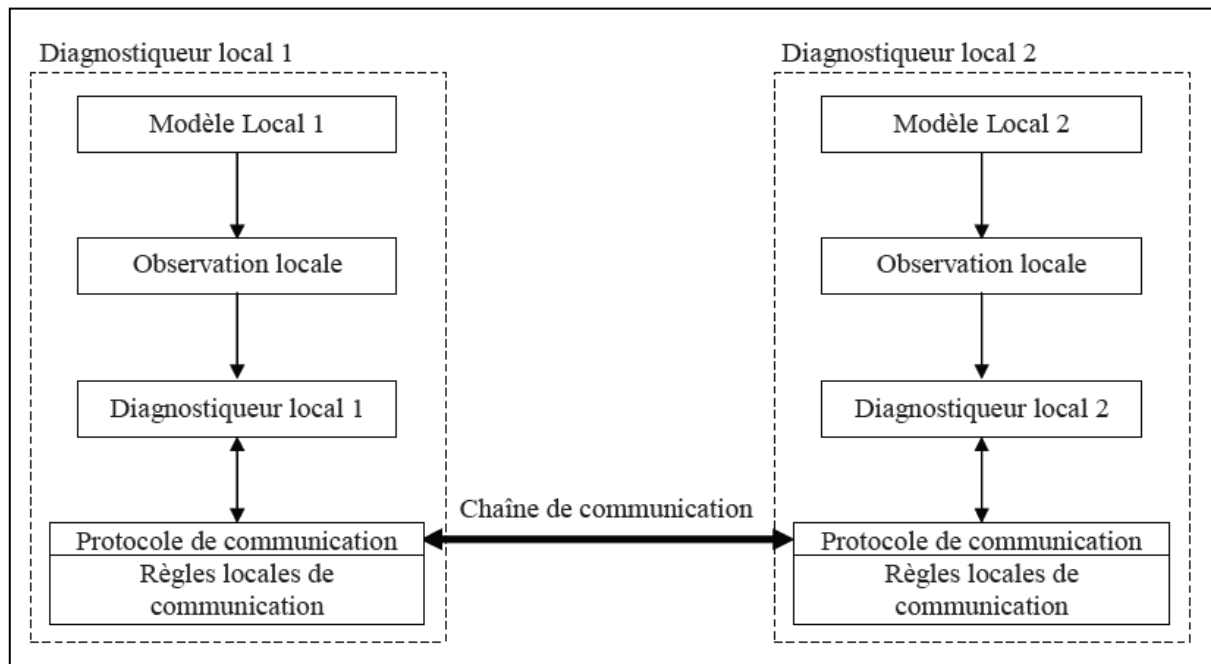 Diagnostiqueur local 1
Modèle Local 1
Observation locale
Diagnostiqueur local 1
Protocole de communication
Règles locales de
communication
Chaîne de communication
Diagnostiqueur local 2
Modèle Local 2
Observation locale
Diagnostiqueur local 2
Protocole de communication
Règles locales de
communication